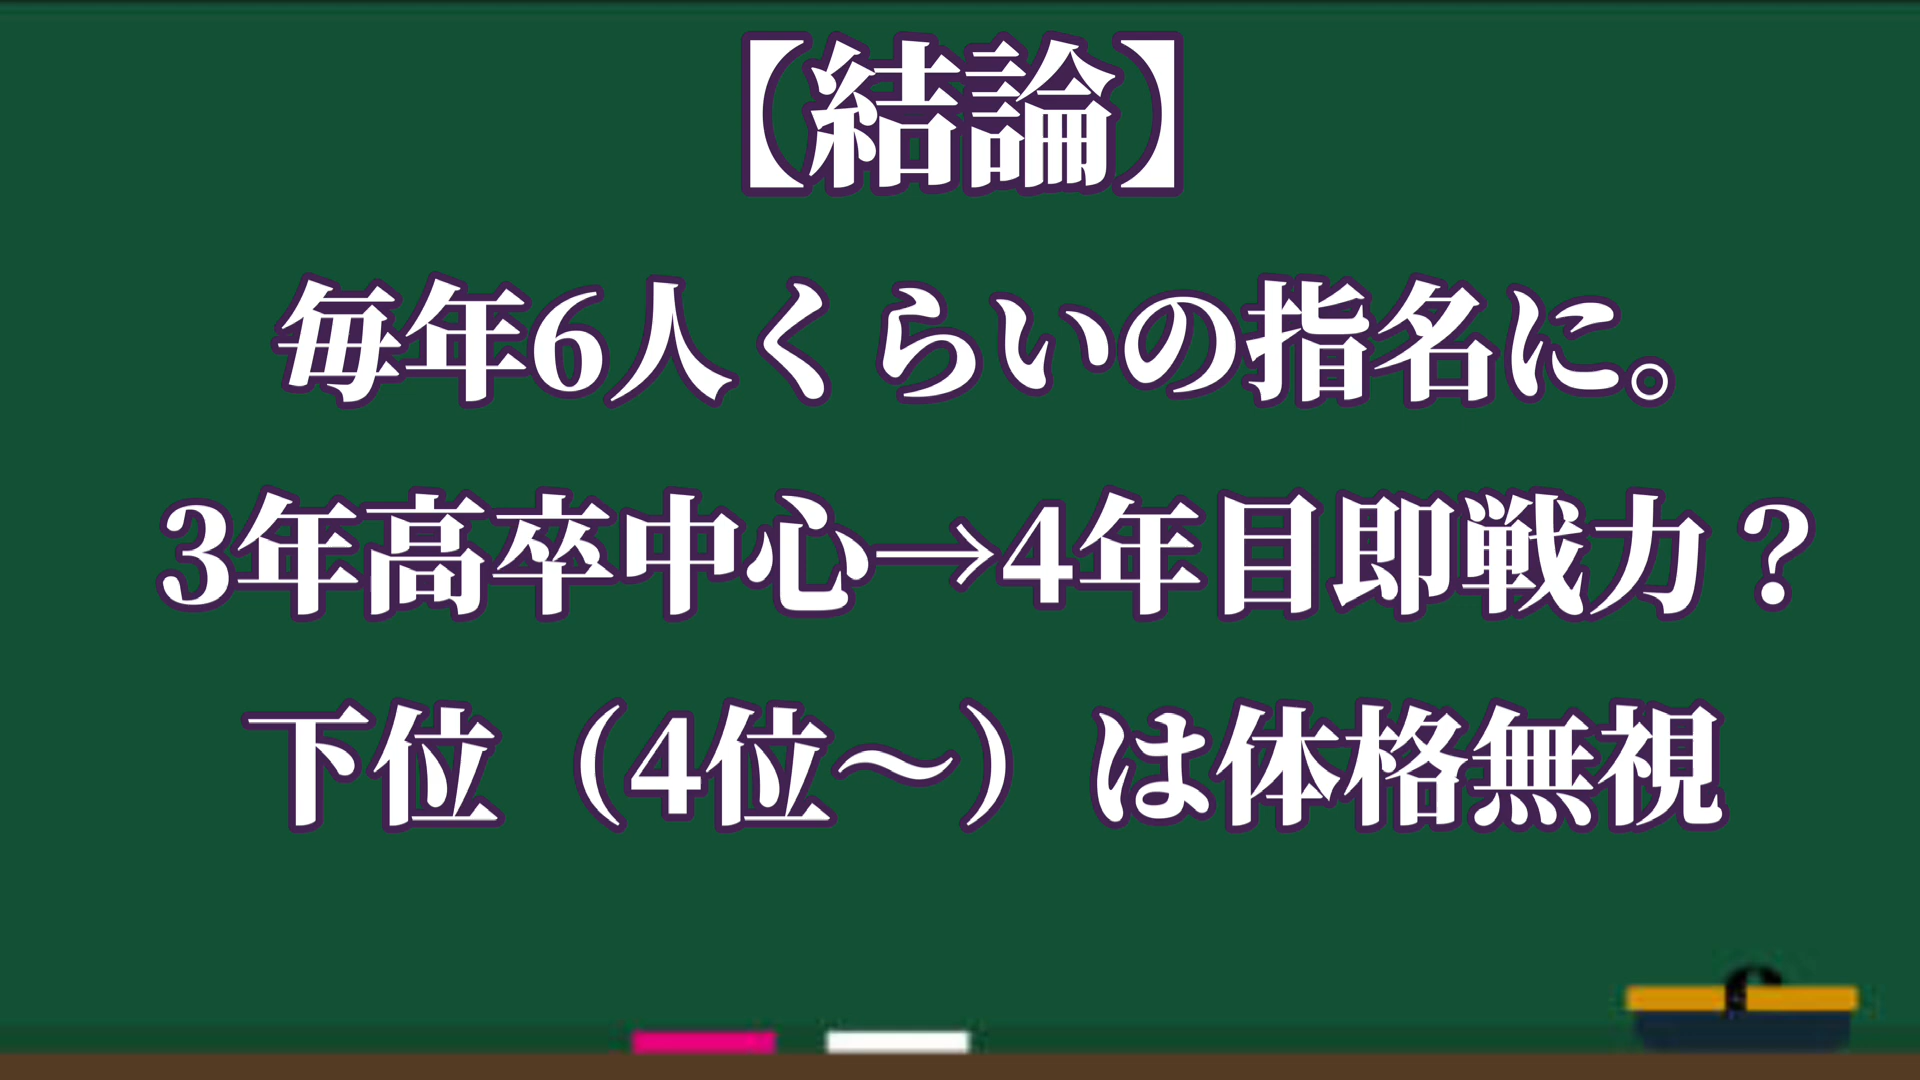 【結論】
毎年6人くらいの指名に。
3年高卒中心→4年目即戦力？
下位（4位～）は体格無視